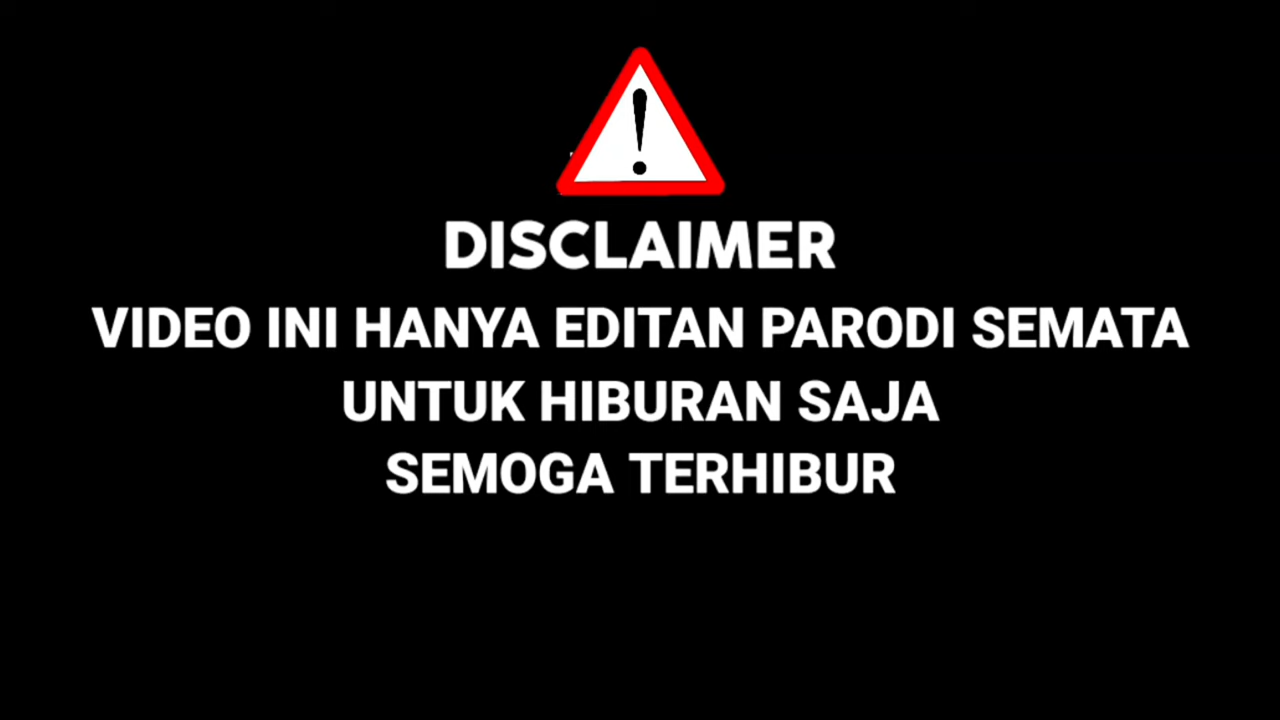 DISCLAIMER
VIDEO INI HANYA EDITAN PARODI SEMATA
UNTUK HIBURAN SAJA
SEMOGA TERHIBUR